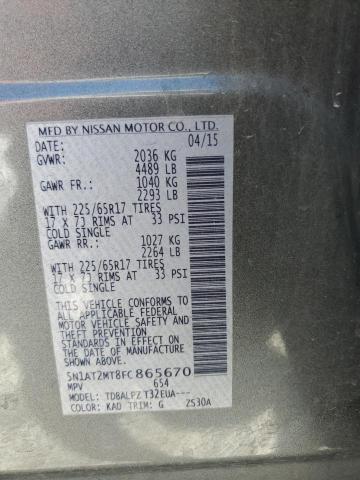 MFD BY NISSAN MOTOR CO., LTD.
DATE: 04/15
GVWR: 2036 KG
4489 LB
GAWR FR.: 1040 KG
2293 LB
WITH 225/65R17 TIRES
17 X 7J RIMS AT 33 PSI
COLD SINGLE
GAWR RR.: 1027 KG
2264 LB
WITH 225/65R17 TIRES
17 X 7J RIMS AT 33 PSI
COLD SINGLE
THIS VEHICLE CONFORMS TO
ALL APPLICABLE FEDERAL
MOTOR VEHICLE SAFETY, BUMPER,
AND THEFT PREVENTION
STANDARDS IN EFFECT ON THE
DATE OF MANUFACTURE
SHOWN ABOVE.
5N1AT2MT8FC865670
MPV 654
MODEL: TDBALPZ T32EUA---
COLOR: KAD TRIM: G ZS30A